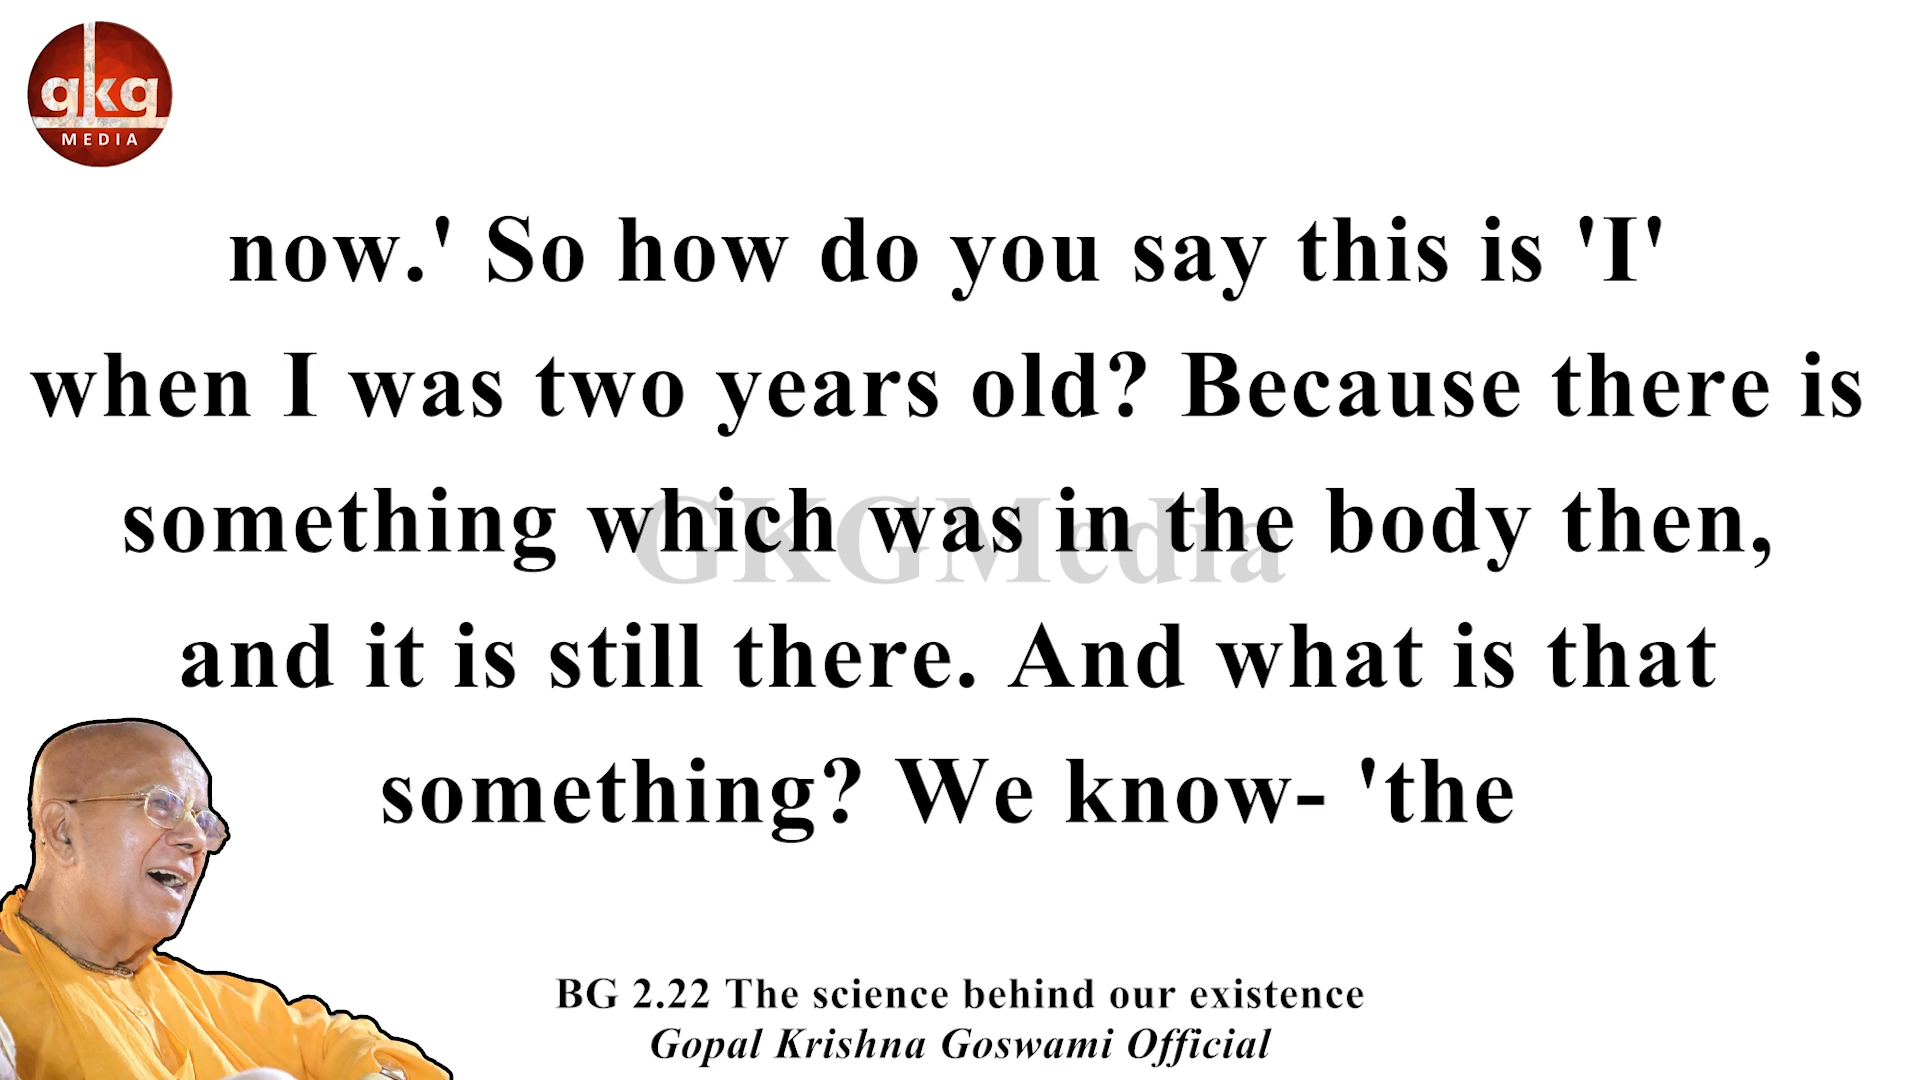 gkg
MEDIA
now.' So how do you say this is 'I'
when I was two years old? Because there is
something which was in the body then,
GKGMedia
and it is still there. And what is that
something? We know- 'the
BG 2.22 The science behind our existence
Gopal Krishna Goswami Official